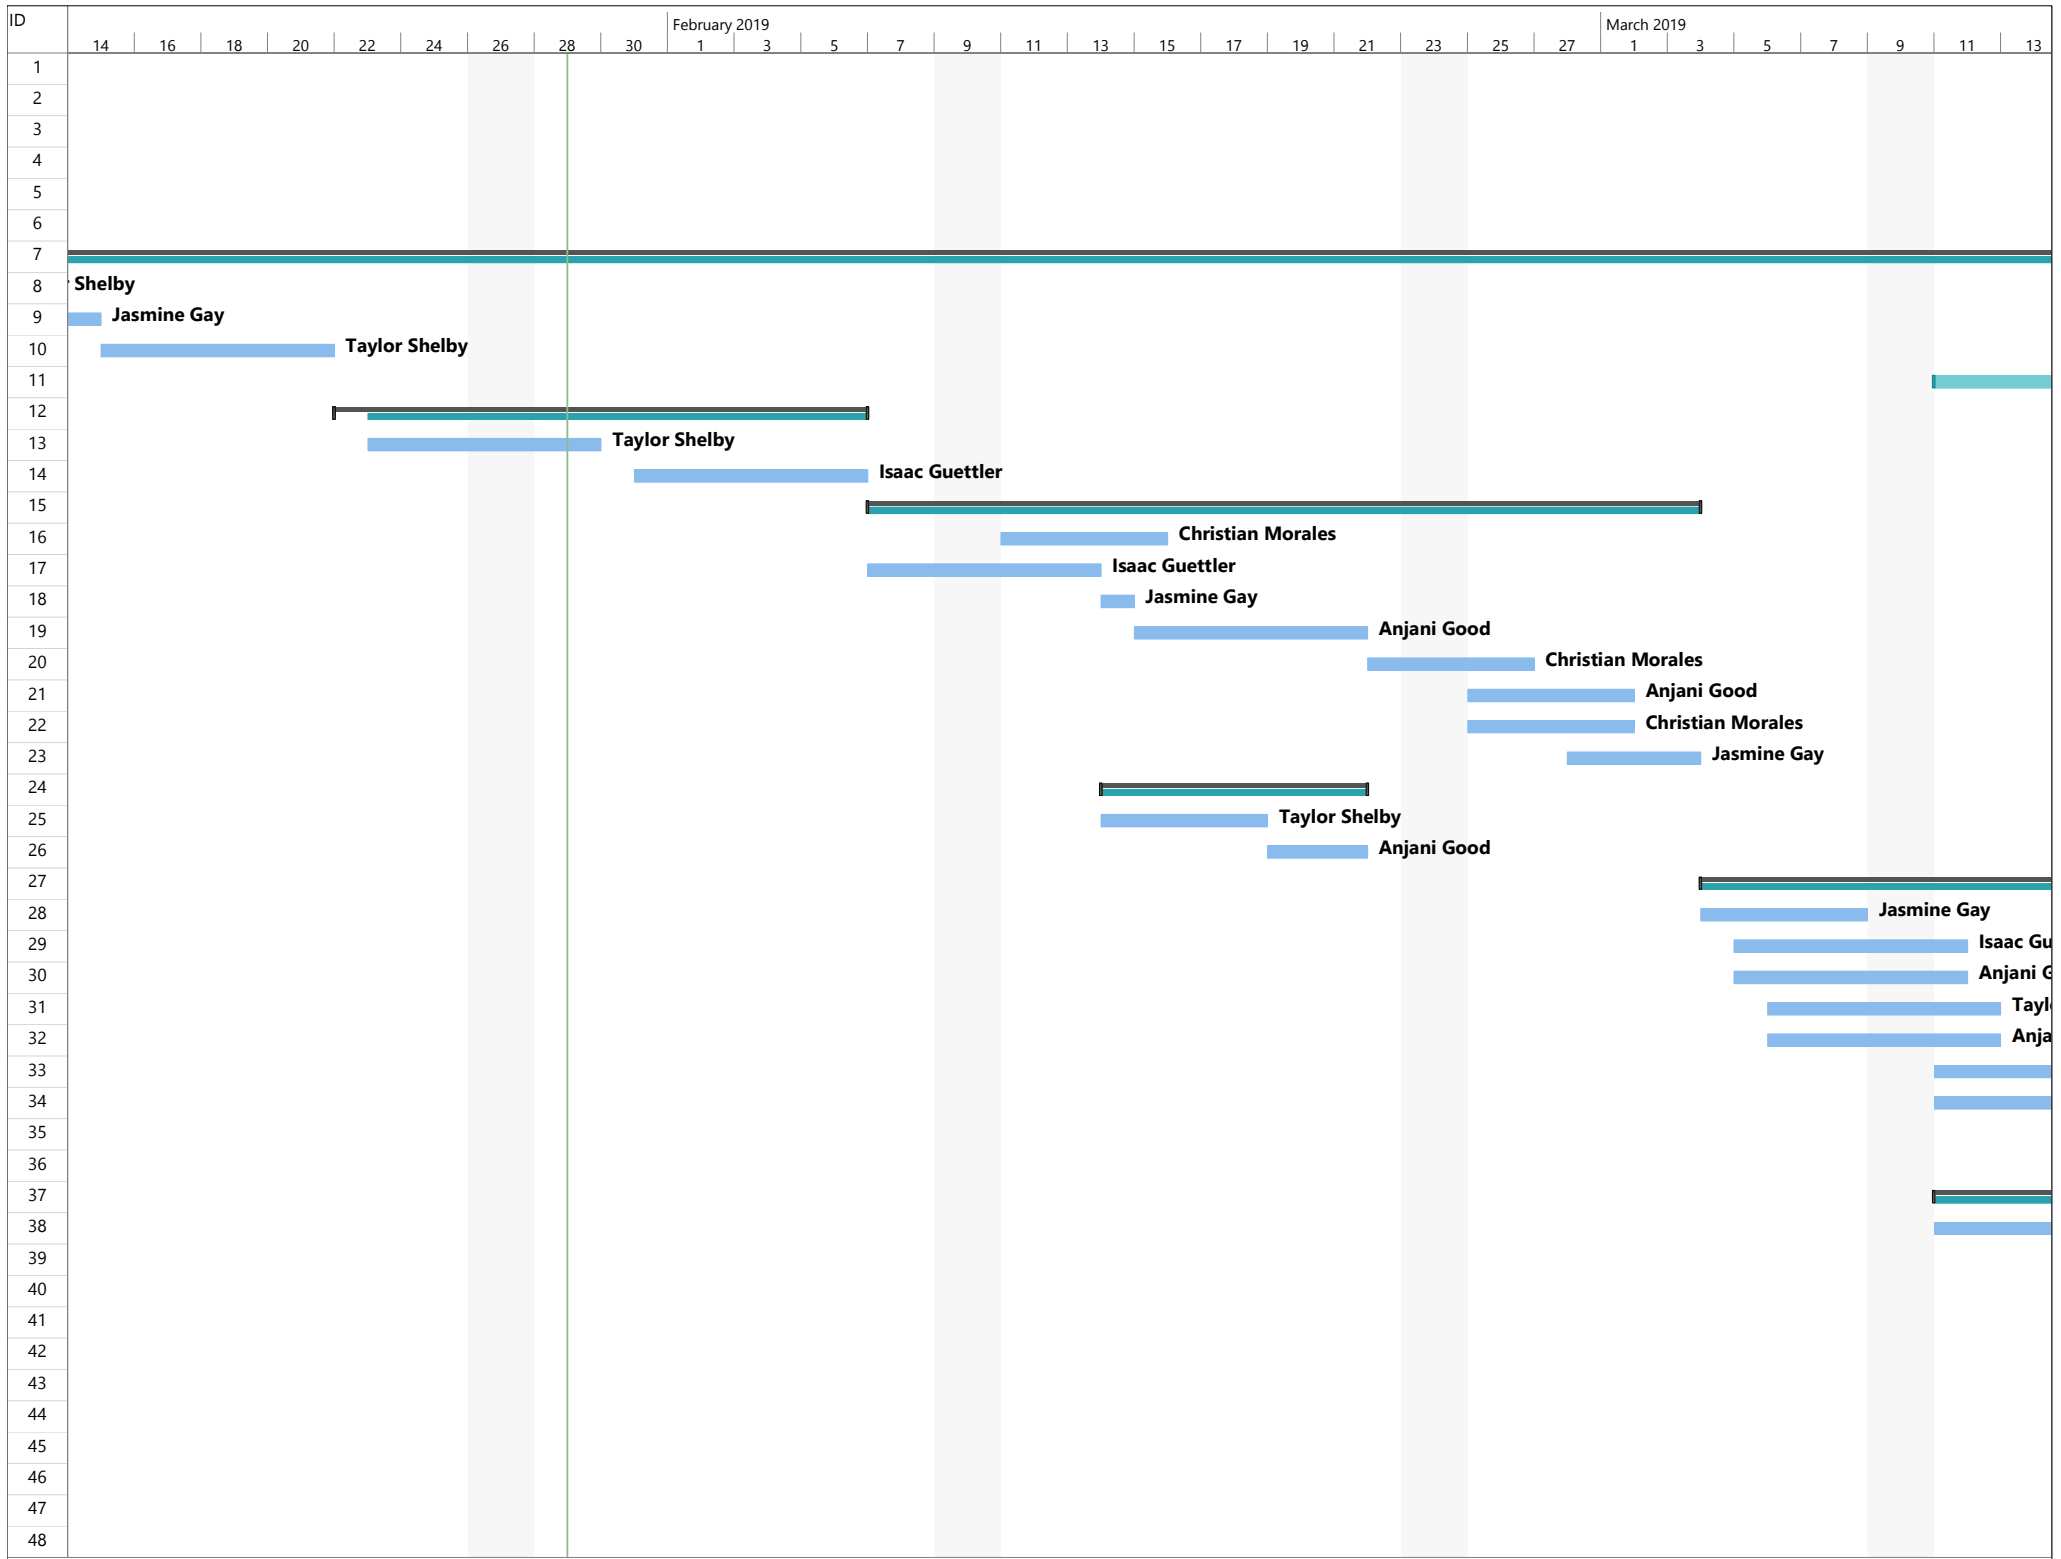 ID
February 2019
March 2019
14 16 18 20 22 24 26 28 30 1 3 5 7 9 11 13 15 17 19 21 23 25 27 1 3 5 7 9 11 13
1
2
3
4
5
6
7
8 Shelby
9 Jasmine Gay
10 Taylor Shelby
11
12
13 Taylor Shelby
14 Isaac Guettler
15
16 Christian Morales
17 Isaac Guettler
18 Jasmine Gay
19 Anjani Good
20 Christian Morales
21 Anjani Good
22 Christian Morales
23 Jasmine Gay
24
25 Taylor Shelby
26 Anjani Good
27
28 Jasmine Gay
29 Isaac Gu
30 Anjani G
31 Tayl
32 Anja
33
34
35
36
37
38
39
40
41
42
43
44
45
46
47
48